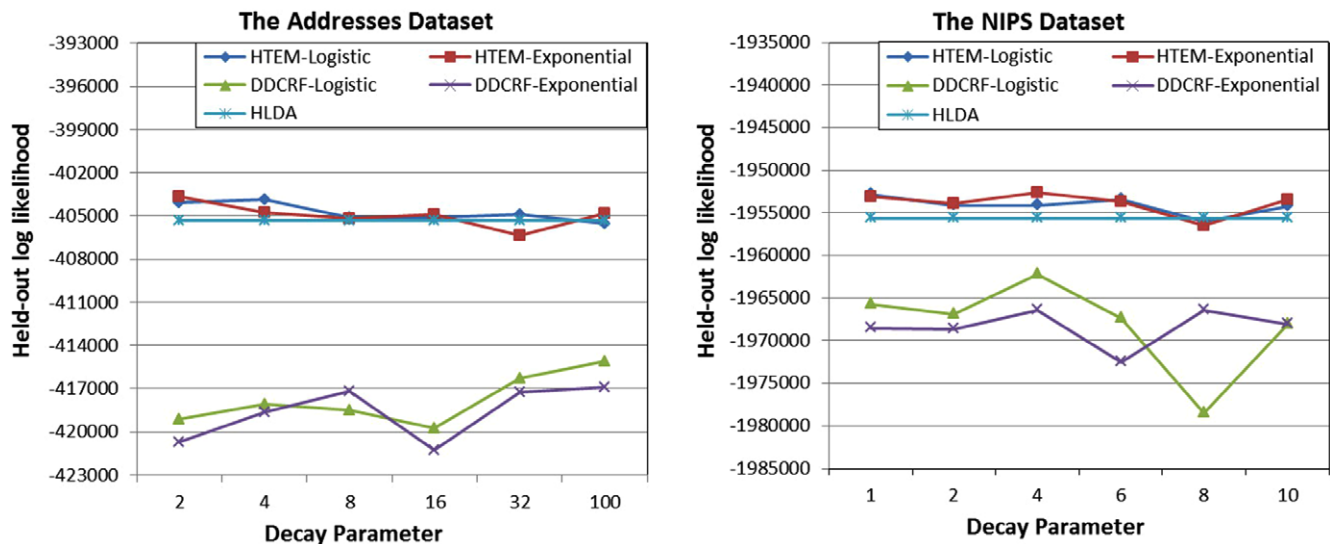 The Addresses Dataset
-393000
-396000
-399000
-402000
-405000
-408000
-411000
-414000
-417000
-420000
-423000
Held-out log likelihood
HTEM-Logistic
HTEM-Exponential
DDCRF-Logistic
DDCRF-Exponential
HLDA
2 4 8 16 32 100
Decay Parameter
The NIPS Dataset
-1935000
-1940000
-1945000
-1950000
-1955000
-1960000
-1965000
-1970000
-1975000
-1980000
-1985000
Held-out log likelihood
HTEM-Logistic
HTEM-Exponential
DDCRF-Logistic
DDCRF-Exponential
HLDA
1 2 4 6 8 10
Decay Parameter